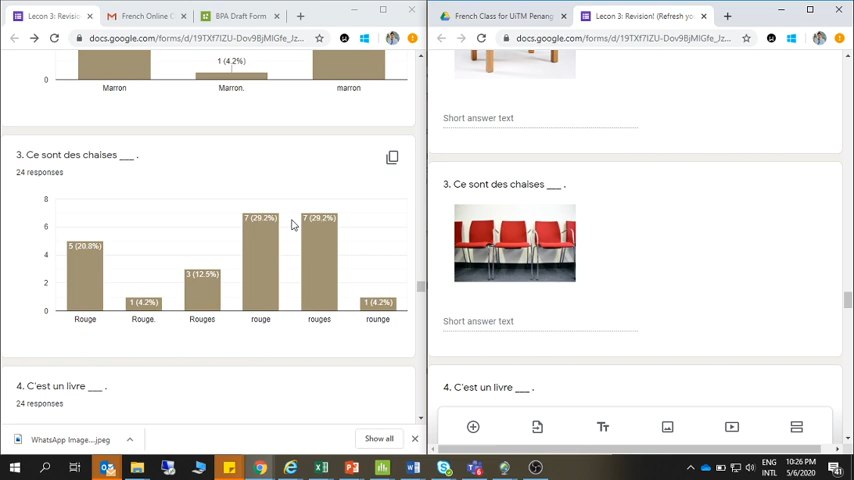 Lecon 3: Revis
French Online C
BPA Draft Form
docs.google.com/forms/d/19TXf7IZU-Dov9BjMIGfe_Jz...
0
Marron
1 (4.2%)
Marron.
marron
3. Ce sont des chaises ___ .
24 responses
8
6
4
2
0
5 (20.8%)
1 (4.2%)
3 (12.5%)
7 (29.2%)
7 (29.2%)
1 (4.2%)
Rouge
Rouge.
Rouges
rouge
rouges
rounge
4. C'est un livre ___ .
24 responses
WhatsApp Image....jpeg
Show all
French Class for UiTM Penang
Lecon 3: Revision! (Refresh yo
docs.google.com/forms/d/19TXf7IZU-Dov9BjMIGfe_Jz...
Short answer text
3. Ce sont des chaises ___ .
Short answer text
4. C'est un livre ___ .
Tт
ENG
INTL
10:26 PM
5/6/2020
41